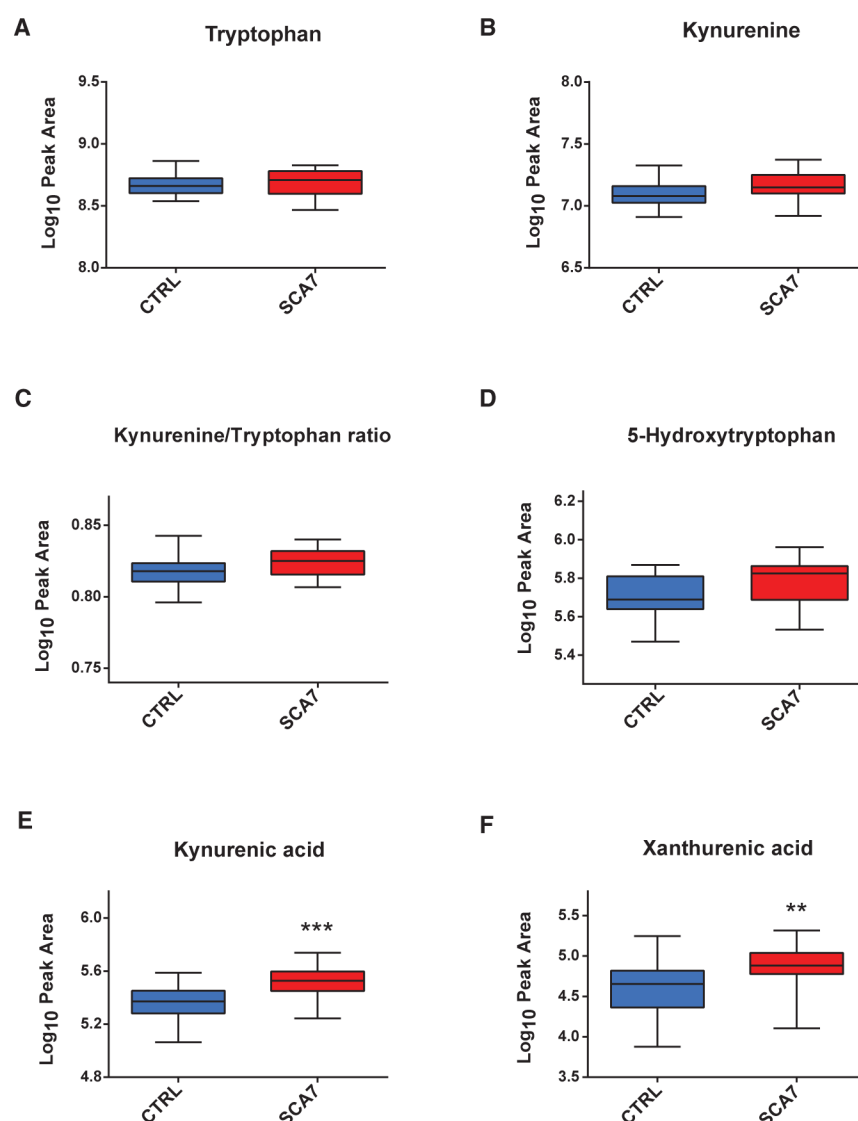 A
Tryptophan
Log10 Peak Area
9.5
9.0
8.5
8.0
CTRL
SCA7
B
Kynurenine
Log10 Peak Area
8.0
7.5
7.0
6.5
CTRL
SCA7
C
Kynurenine/Tryptophan ratio
Log10 Peak Area
0.85
0.80
0.75
CTRL
SCA7
D
5-Hydroxytryptophan
Log10 Peak Area
6.2
6.0
5.8
5.6
5.4
CTRL
SCA7
E
Kynurenic acid
Log10 Peak Area
6.0
5.6
5.2
4.8
***
CTRL
SCA7
F
Xanthurenic acid
Log10 Peak Area
5.5
5.0
4.5
4.0
3.5
**
CTRL
SCA7